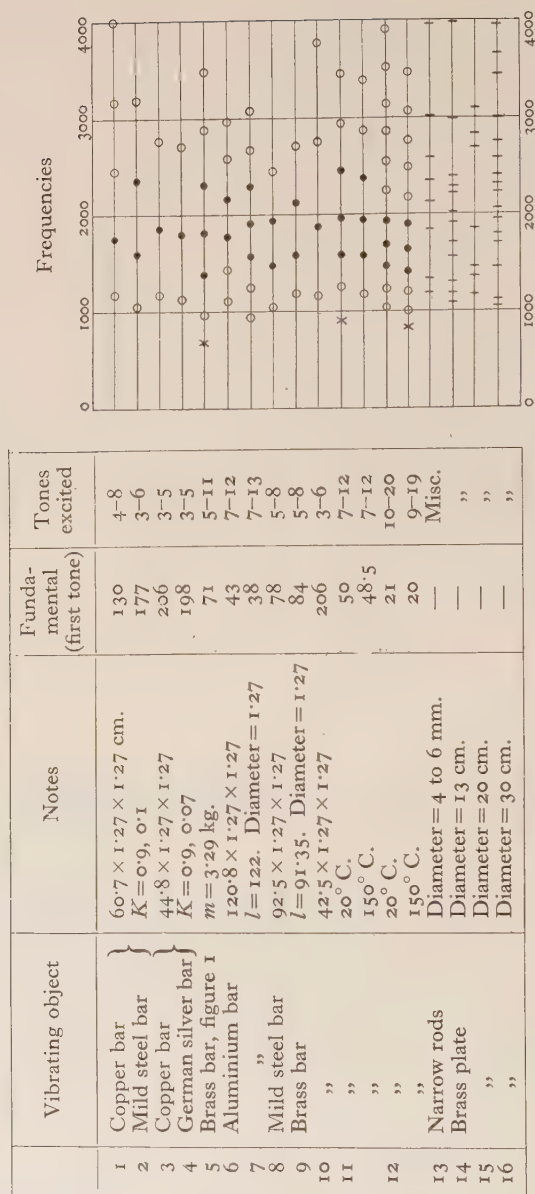 Vibrating object | Notes | Funda-mental (first tone) | Tones excited | Frequencies
0 1000 2000 3000 4000
1 Copper bar } 60·7 × 1·27 × 1·27 cm. 130 4–8
2 Mild steel bar } K=0·9, 0·1 177 3–6
3 Copper bar } 44·8 × 1·27 × 1·27 206 3–5
4 German silver bar } K=0·9, 0·07 198 3–5
5 Brass bar, figure 1 m=3·29 kg. 71 5–11
6 Aluminium bar 120·8 × 1·27 × 1·27 43 7–12
7 ,, l=122. Diameter=1·27 38 7–13
8 Mild steel bar 92·5 × 1·27 × 1·27 78 5–8
9 Brass bar l=91·35. Diameter=1·27 84 5–8
10 ,, 42·5 × 1·27 × 1·27 206 3–6
11 ,, 20° C. 50 7–12
,, 150° C. 48·5 7–12
12 ,, 20° C. 21 10–20
,, 150° C. 20 9–19
13 Narrow rods Diameter=4 to 6 mm. — Misc.
14 Brass plate Diameter=13 cm. — ,,
15 ,, Diameter=20 cm. — ,,
16 ,, Diameter=30 cm. — ,,
0 1000 2000 3000 4000